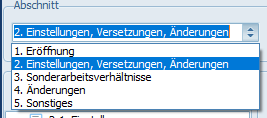 Abschnitt
2. Einstellungen, Versetzungen, Änderungen
1. Eröffnung
2. Einstellungen, Versetzungen, Änderungen
3. Sonderarbeitsverhältnisse
4. Änderungen
5. Sonstiges